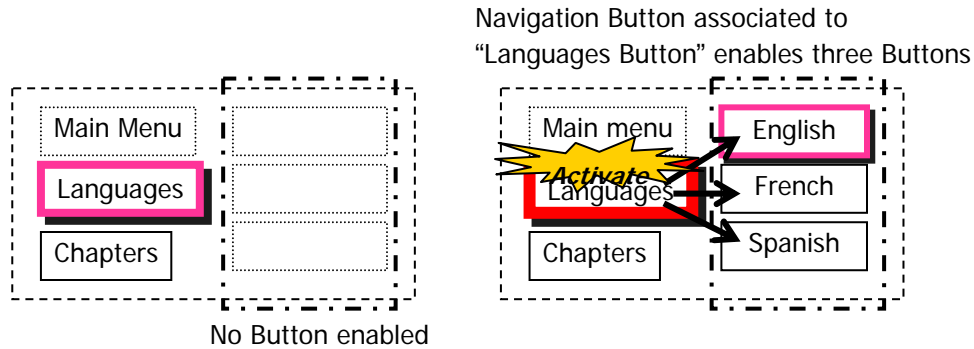 Navigation Button associated to
“Languages Button” enables three Buttons
Main Menu
Languages
Chapters
No Button enabled
Main menu
Activate
Languages
Chapters
English
French
Spanish